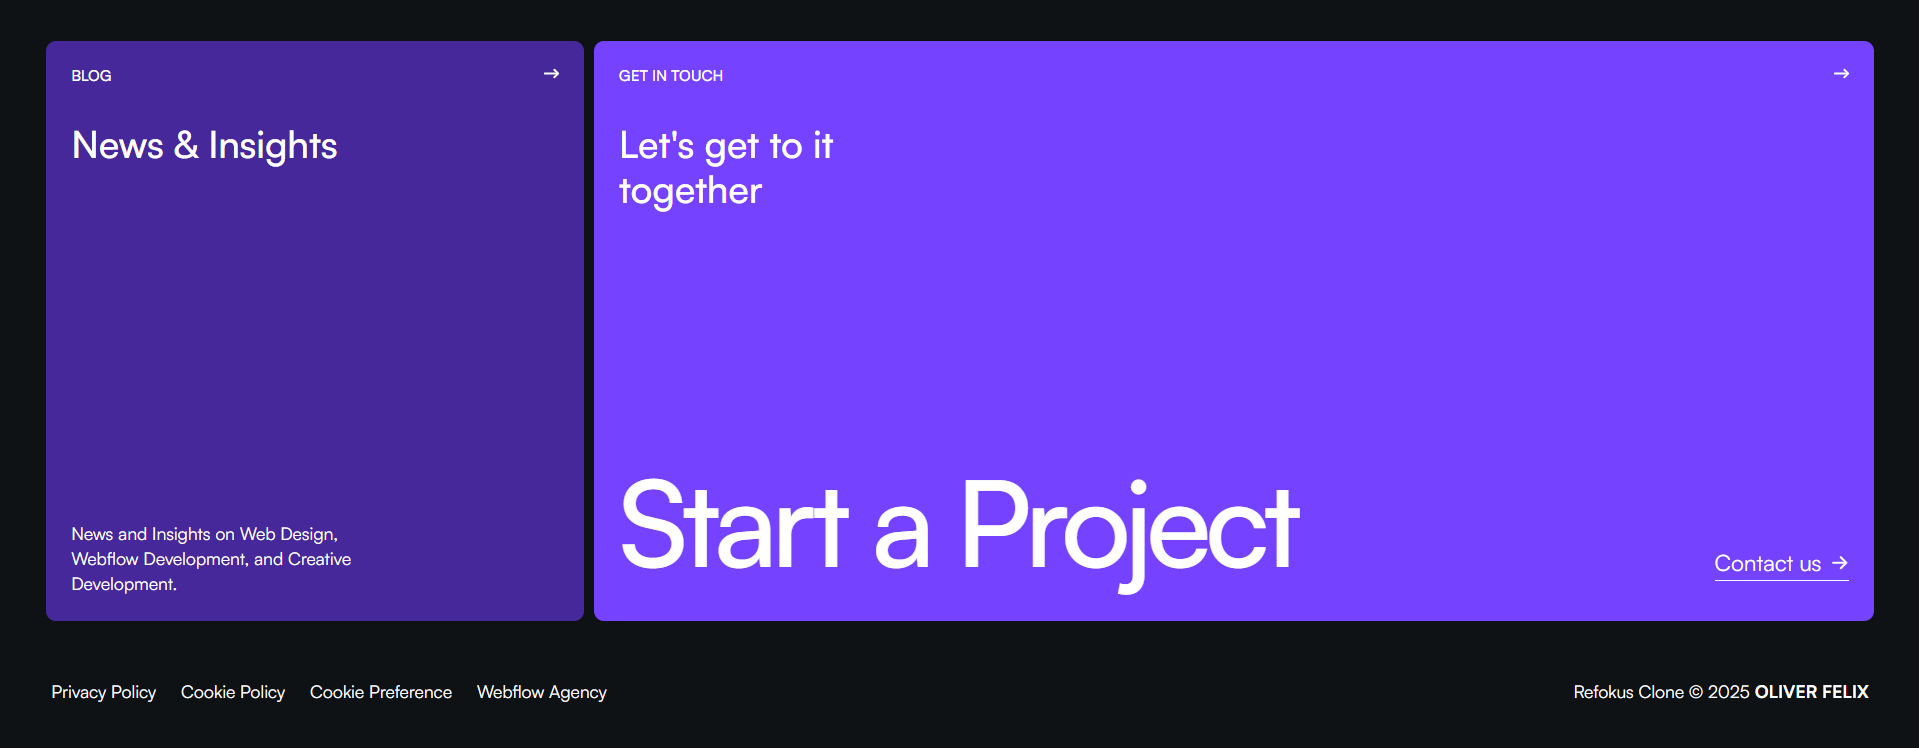 BLOG
News & Insights
News and Insights on Web Design,
Webflow Development, and Creative
Development.
GET IN TOUCH
Let's get to it
together
Start a Project
Contact us
Privacy Policy
Cookie Policy
Cookie Preference
Webflow Agency
Refokus Clone © 2025 OLIVER FELIX